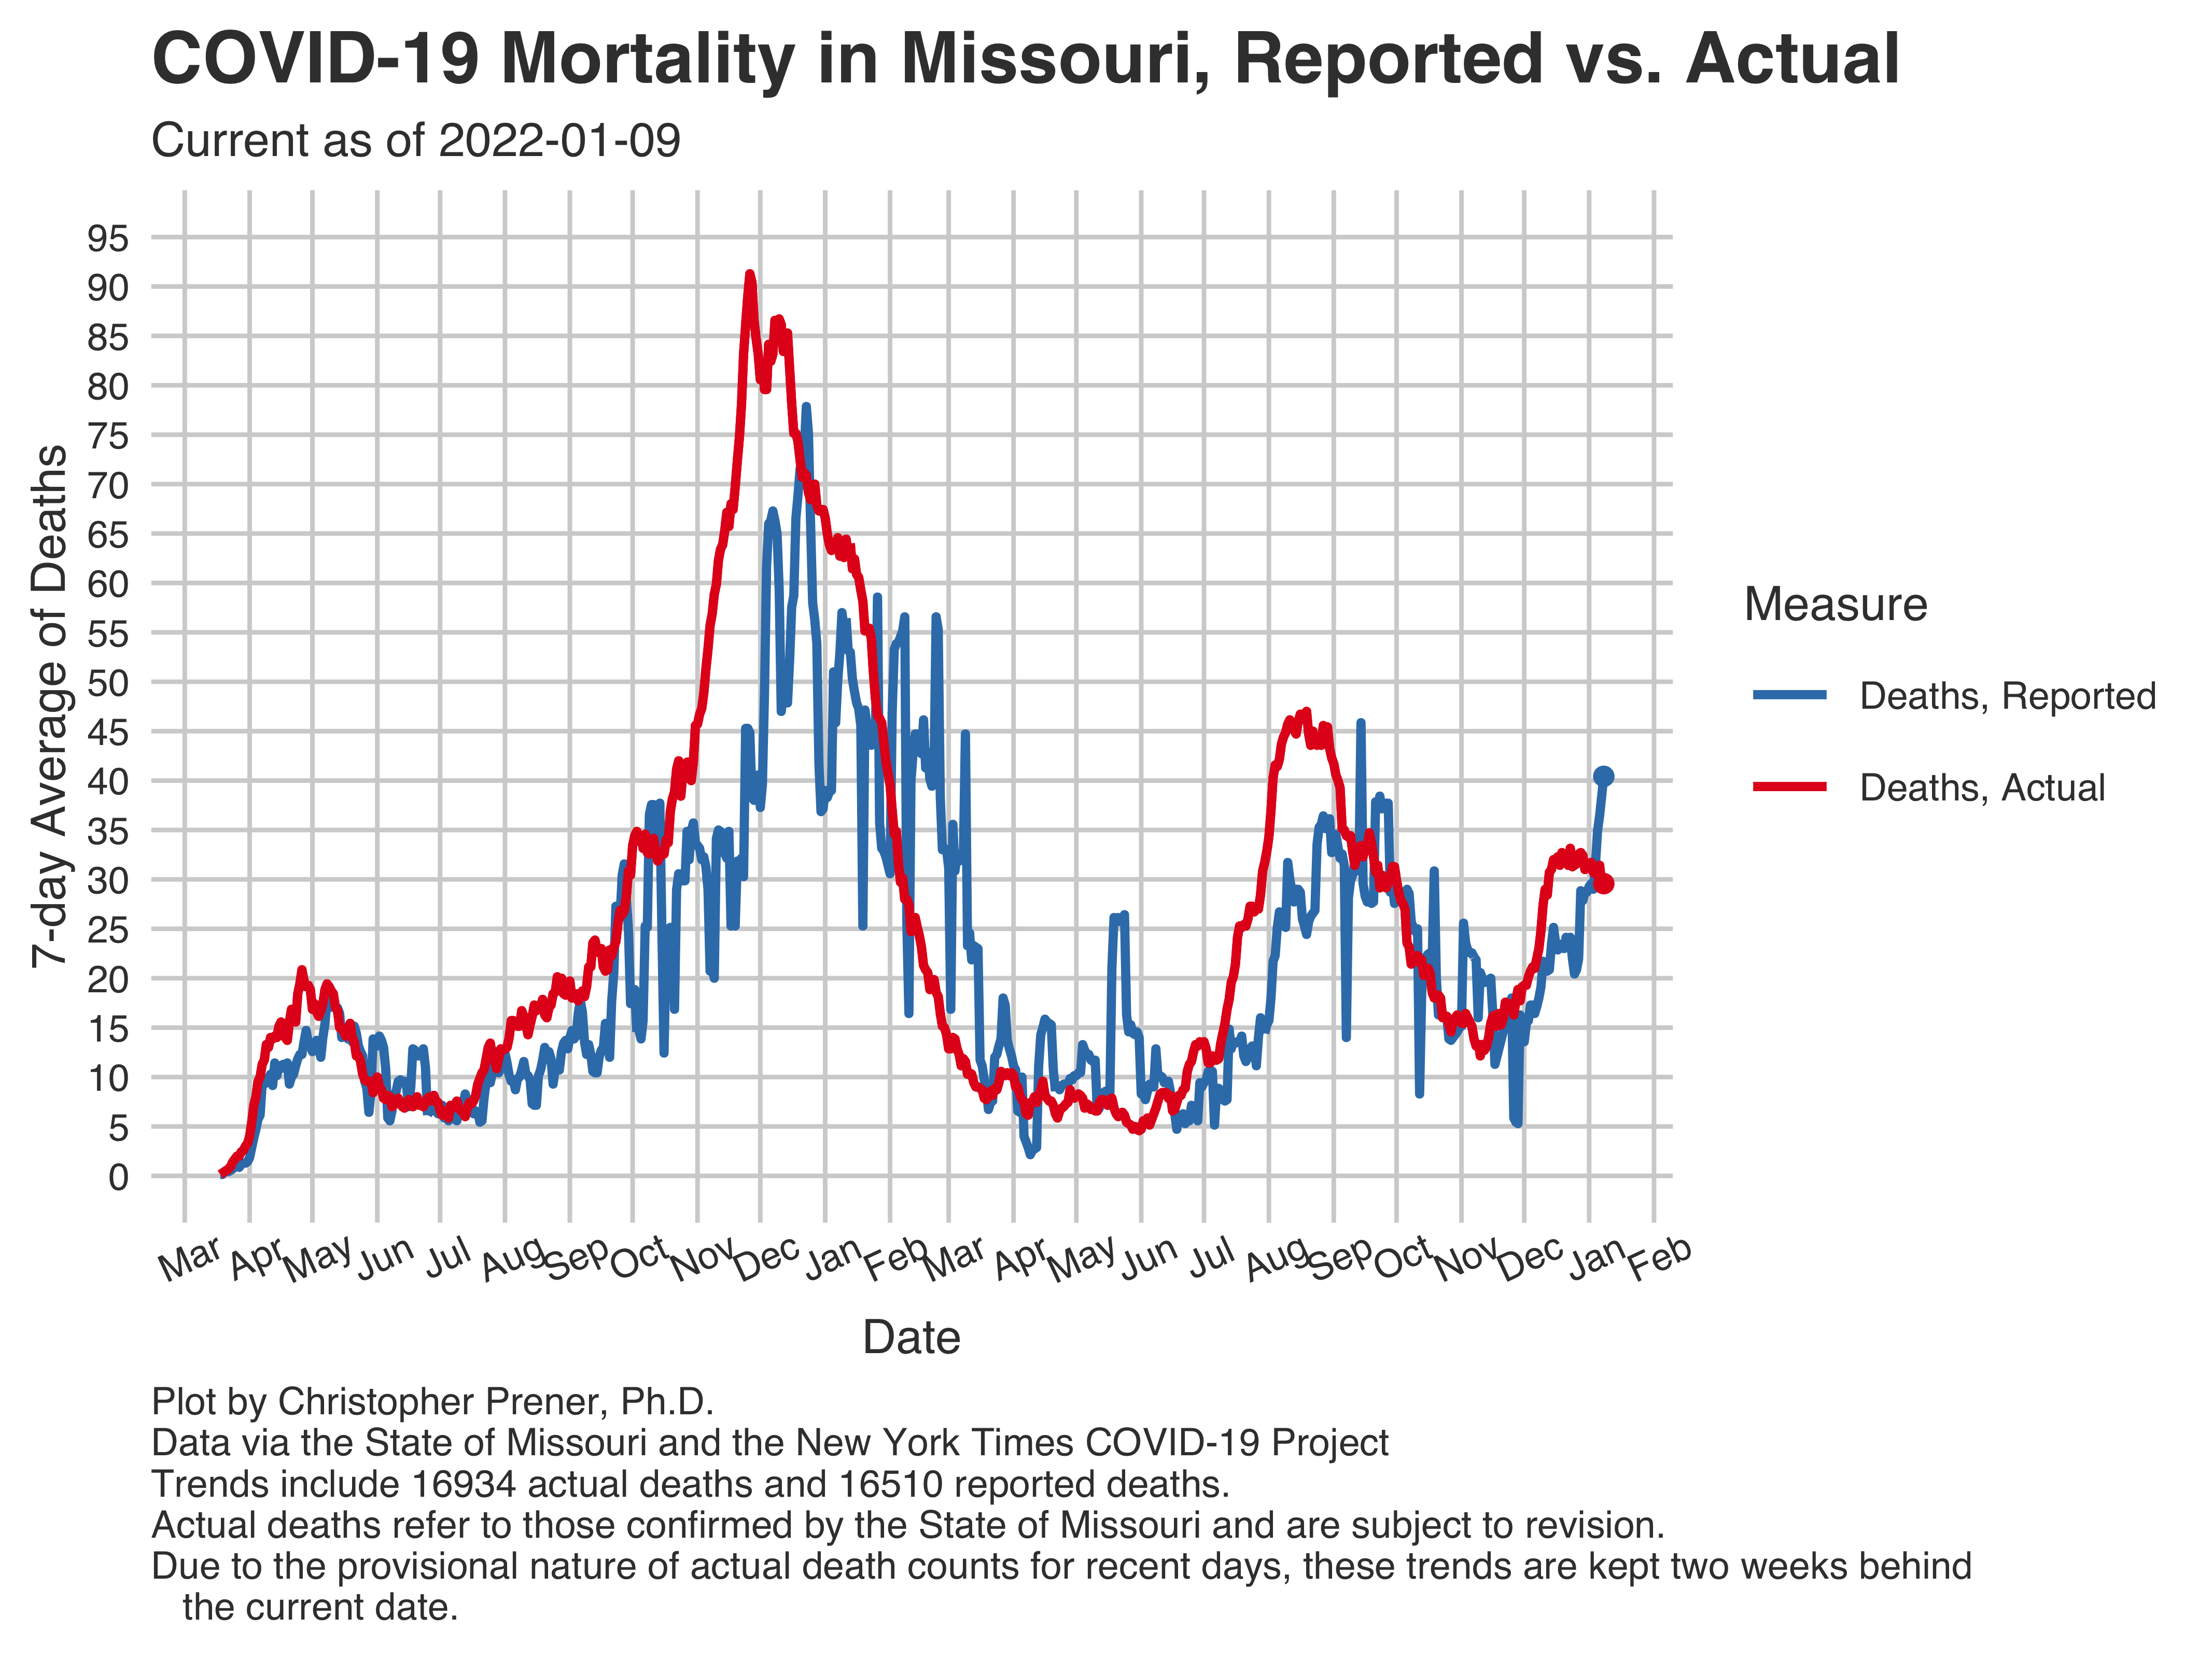 COVID-19 Mortality in Missouri, Reported vs. Actual
Current as of 2022-01-09
95
90
85
80
75
70
65
60
55
50
45
40
35
30
25
20
15
10
5
0
7-day Average of Deaths
Mar Apr May Jun Jul Aug Sep Oct Nov Dec Jan Feb Mar Apr May Jun Jul Aug Sep Oct Nov Dec Jan Feb
Date
Measure
Deaths, Reported
Deaths, Actual
Plot by Christopher Prener, Ph.D.
Data via the State of Missouri and the New York Times COVID-19 Project
Trends include 16934 actual deaths and 16510 reported deaths.
Actual deaths refer to those confirmed by the State of Missouri and are subject to revision.
Due to the provisional nature of actual death counts for recent days, these trends are kept two weeks behind
the current date.